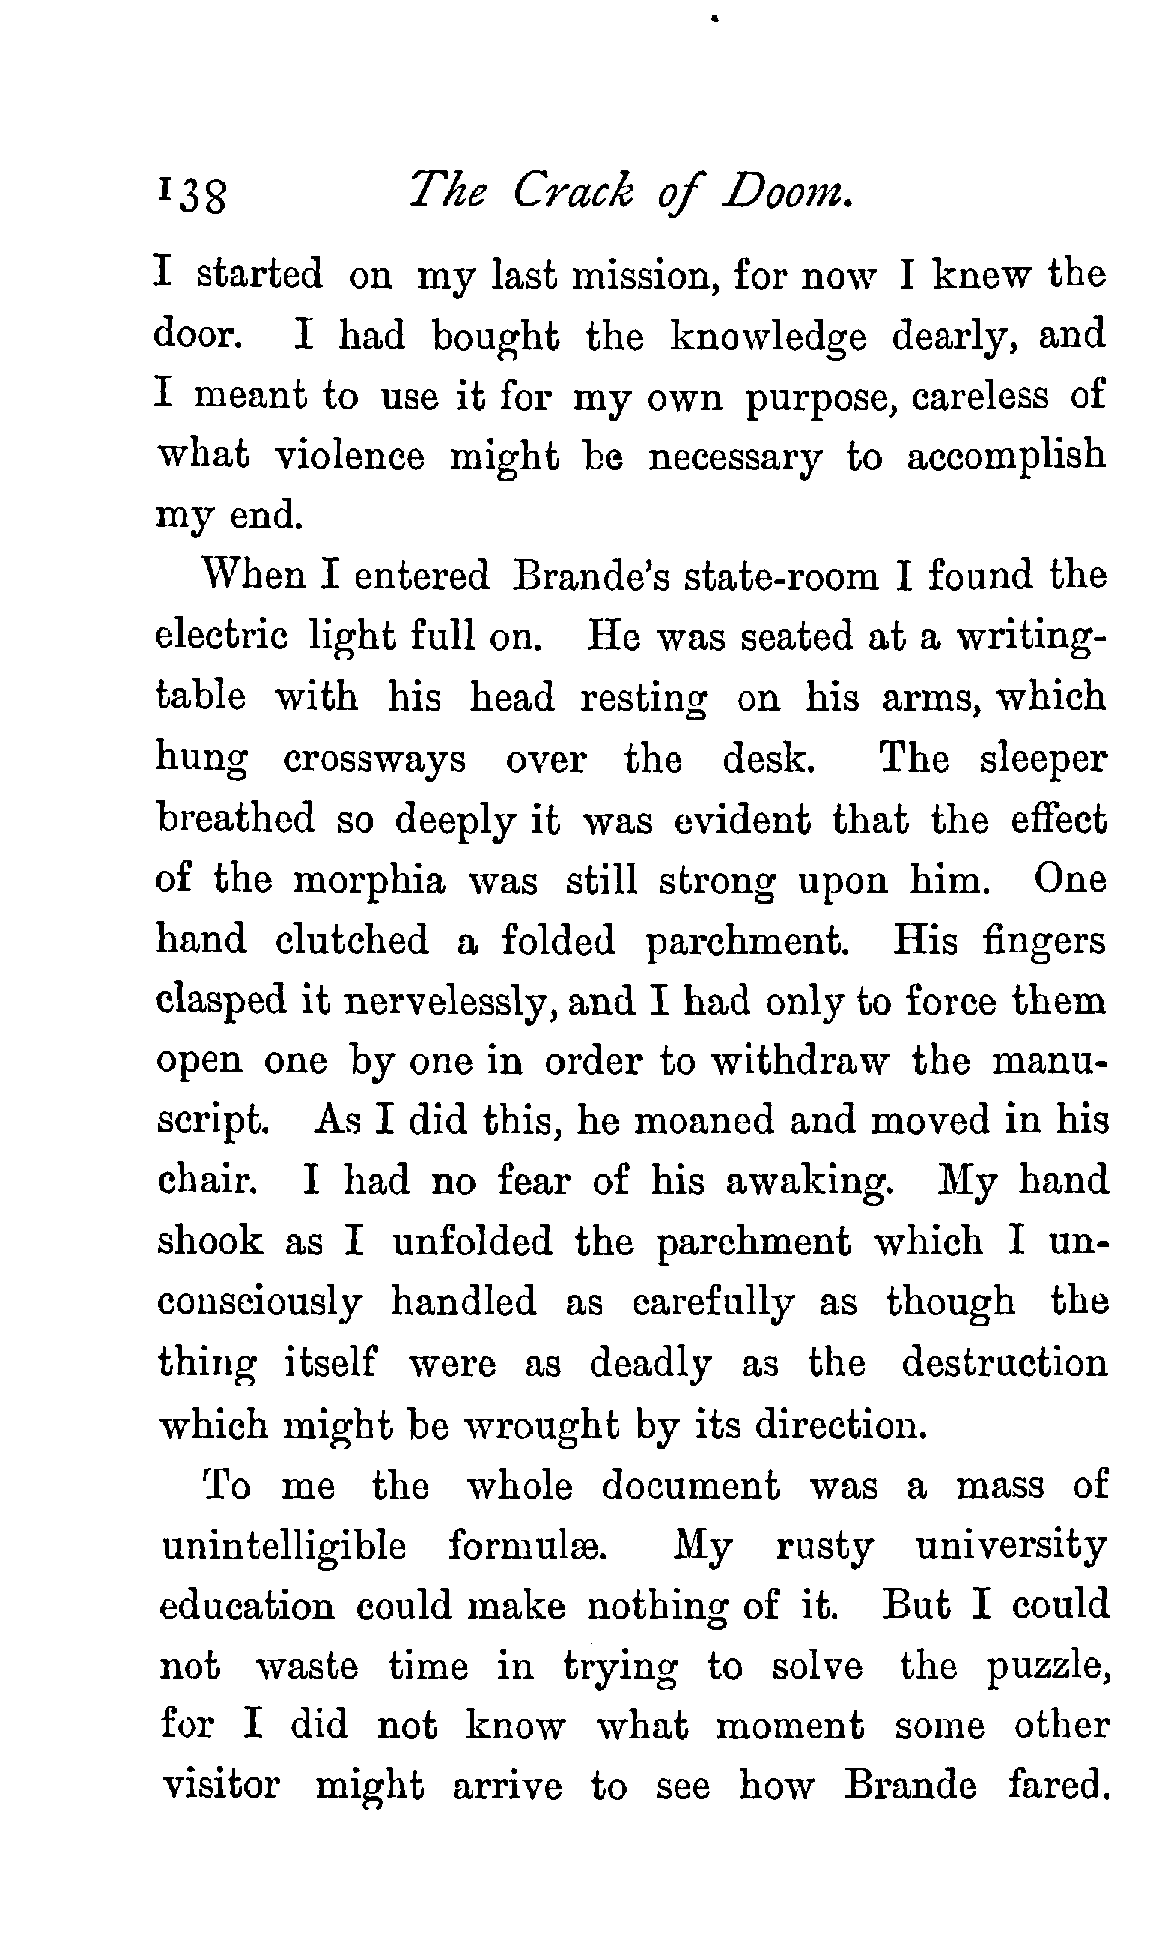 138 The Crack of Doom.
I started on my last mission, for now I knew the
door. I had bought the knowledge dearly, and
I meant to use it for my own purpose, careless of
what violence might be necessary to accomplish
my end.
When I entered Brande's state-room I found the
electric light full on. He was seated at a writing-
table with his head resting on his arms, which
hung crossways over the desk. The sleeper
breathed so deeply it was evident that the effect
of the morphia was still strong upon him. One
hand clutched a folded parchment. His fingers
clasped it nervelessly, and I had only to force them
open one by one in order to withdraw the manu-
script. As I did this, he moaned and moved in his
chair. I had no fear of his awaking. My hand
shook as I unfolded the parchment which I un-
consciously handled as carefully as though the
thing itself were as deadly as the destruction
which might be wrought by its direction.
To me the whole document was a mass of
unintelligible formulæ. My rusty university
education could make nothing of it. But I could
not waste time in trying to solve the puzzle,
for I did not know what moment some other
visitor might arrive to see how Brande fared.